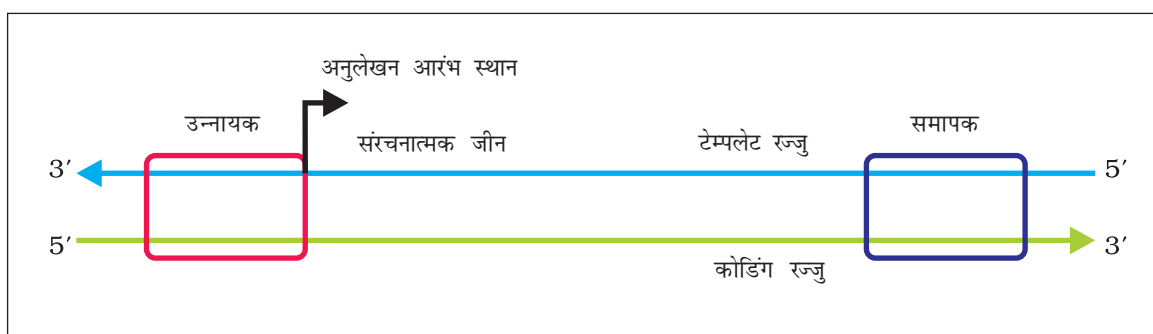 अनुलेखन आरंभ स्थान
उन्नायक
समापक
संरचनात्मक जीन
टेम्पलेट रज्जु
3′
5′
5′
3′
कोडिंग रज्जु